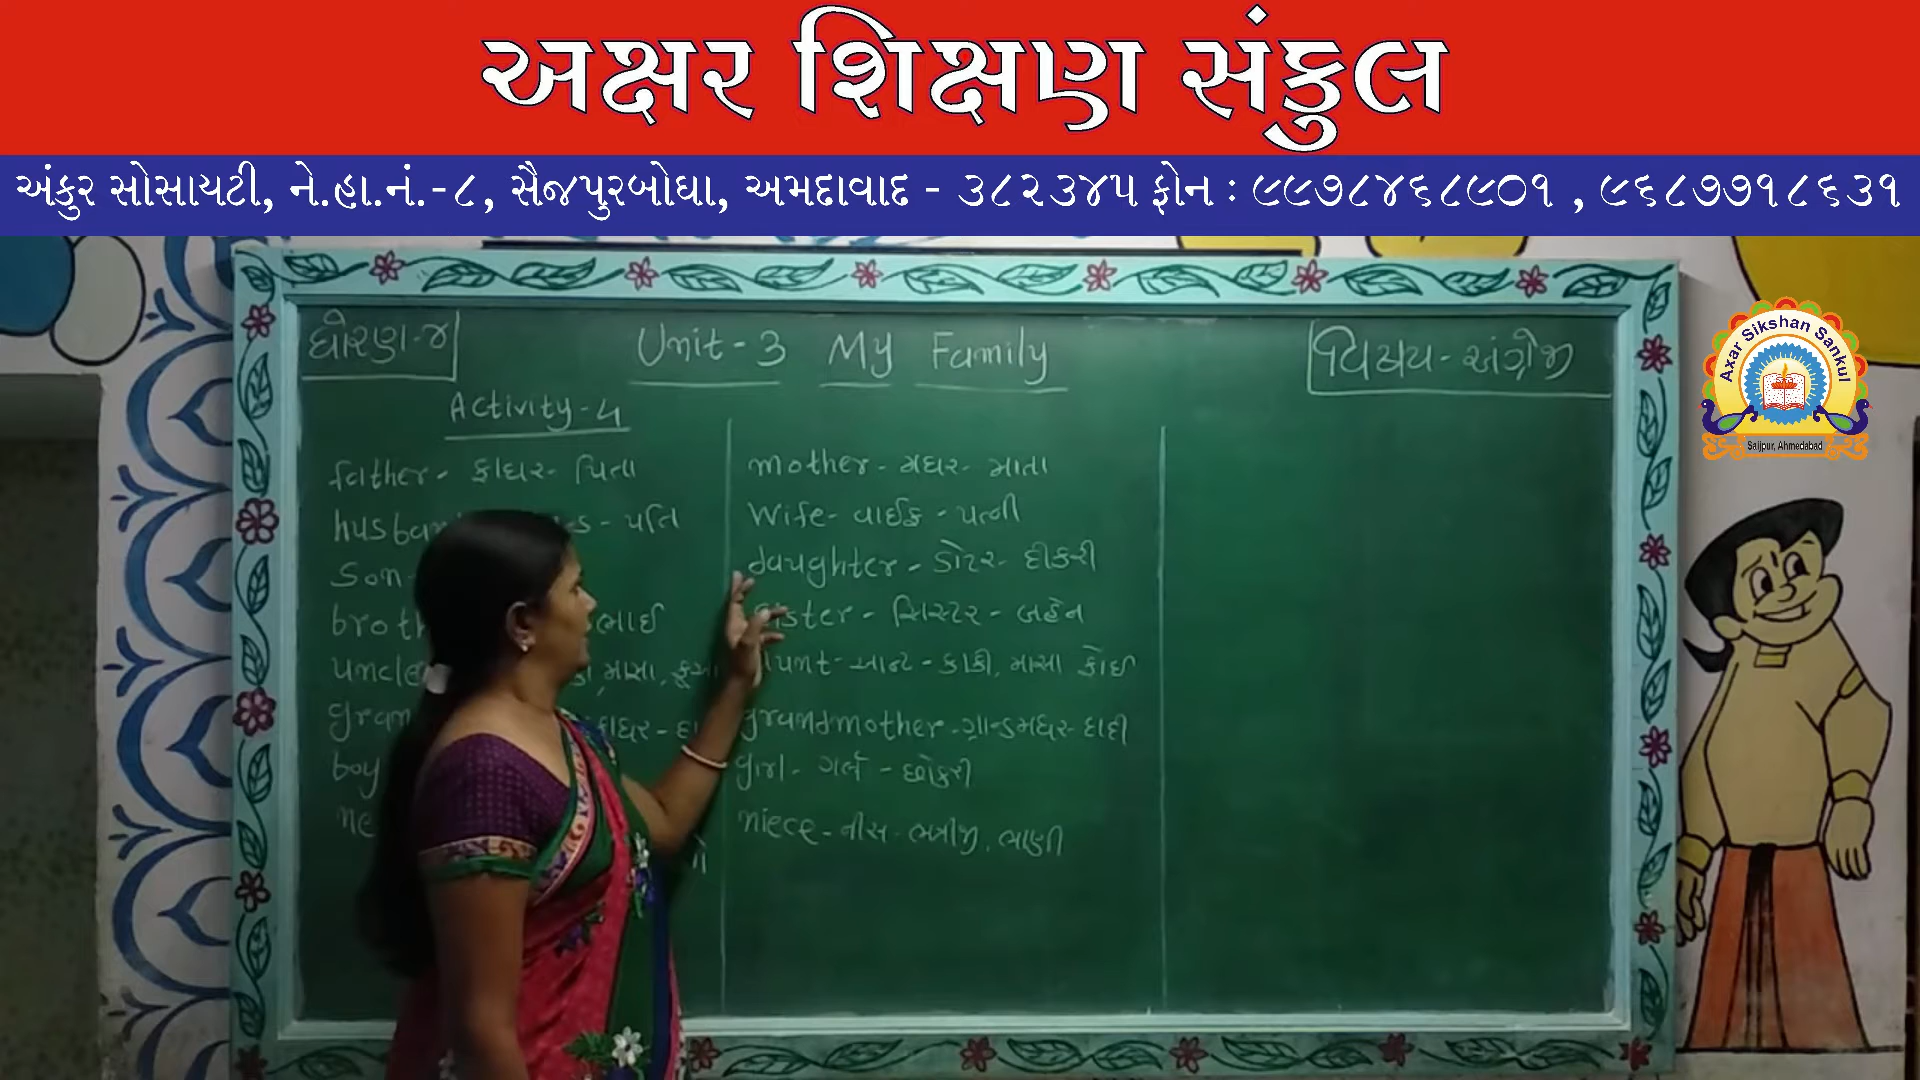 અક્ષર શિક્ષણ સંકુલ
અંકુર સોસાયટી, ને.હા.નં.-૮, સૈજપુરબોઘા, અમદાવાદ - ૩૮૨૩૪૫ ફોન : ૯૯૭૮૪૬૮૯૦૧ , ૯૬૮૭૭૧૮૬૩૧
Axar Sikshan Sankul
Saijpur, Ahmedabad
ધોરણ-૪
Unit-3 My Family
વિષય-અંગ્રેજી
Activity-4
father - ફાધર - પિતા
પતિ
son
ભાઈ
uncle માસા, ફૂઆ
ફાધર
boy
mother - મધર - માતા
wife - વાઈફ - પત્ની
daughter - ડોટર - દીકરી
sister - સિસ્ટર - બહેન
aunt - આન્ટ - કાકી, માસી ફોઈ
grandmother - ગ્રાન્ડમધર - દાદી
girl - ગર્લ - છોકરી
niece - નીસ - ભત્રીજી, ભાણી